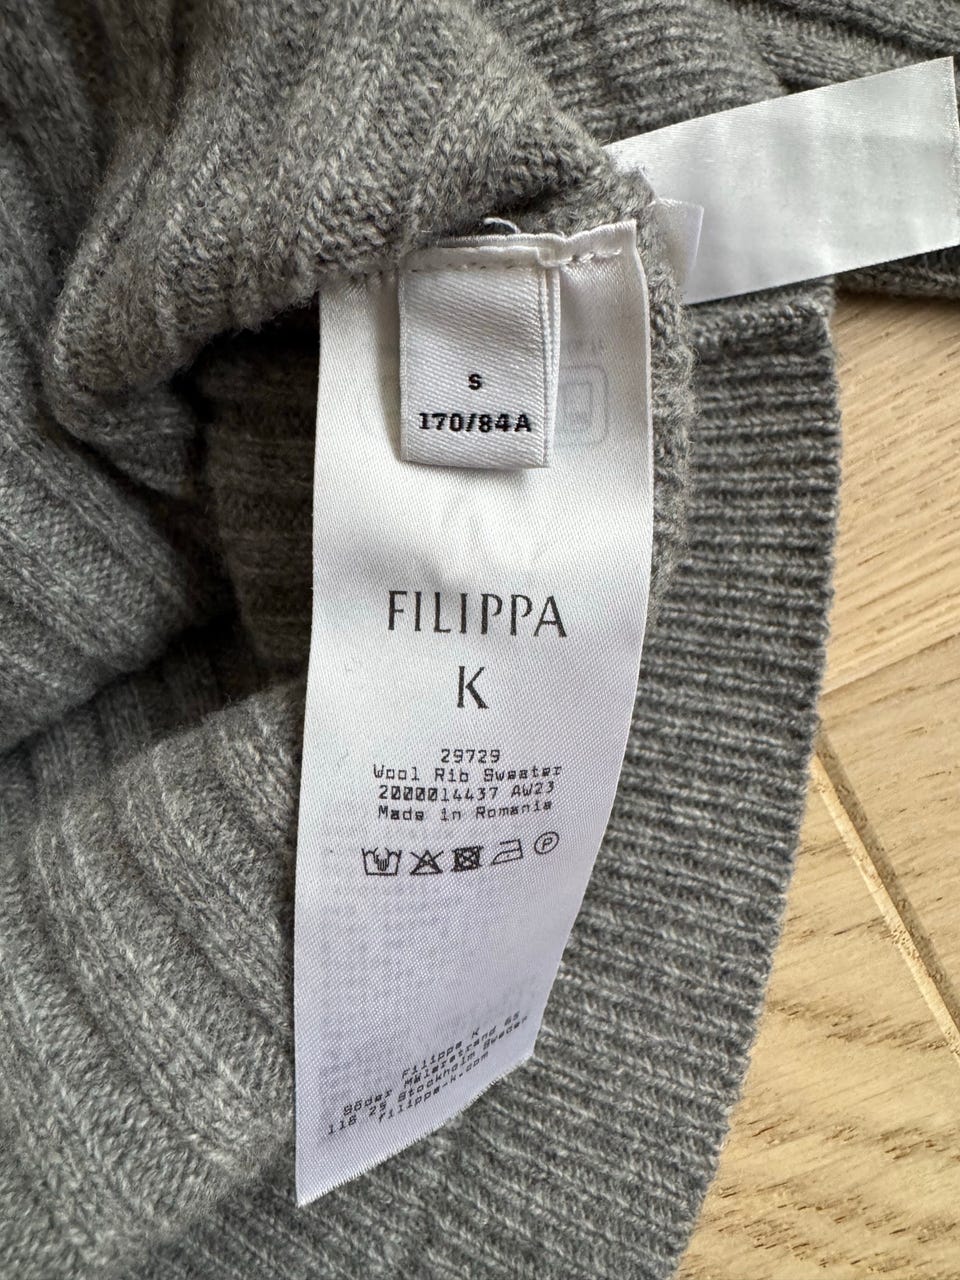 S
170/84A
FILIPPA
K
29729
Wool Rib Sweater
2000014437 AW23
Made in Romania
P
Filippa K
Söder Mälarstrand 65
118 25 Stockholm Sweden
filippa-k.com